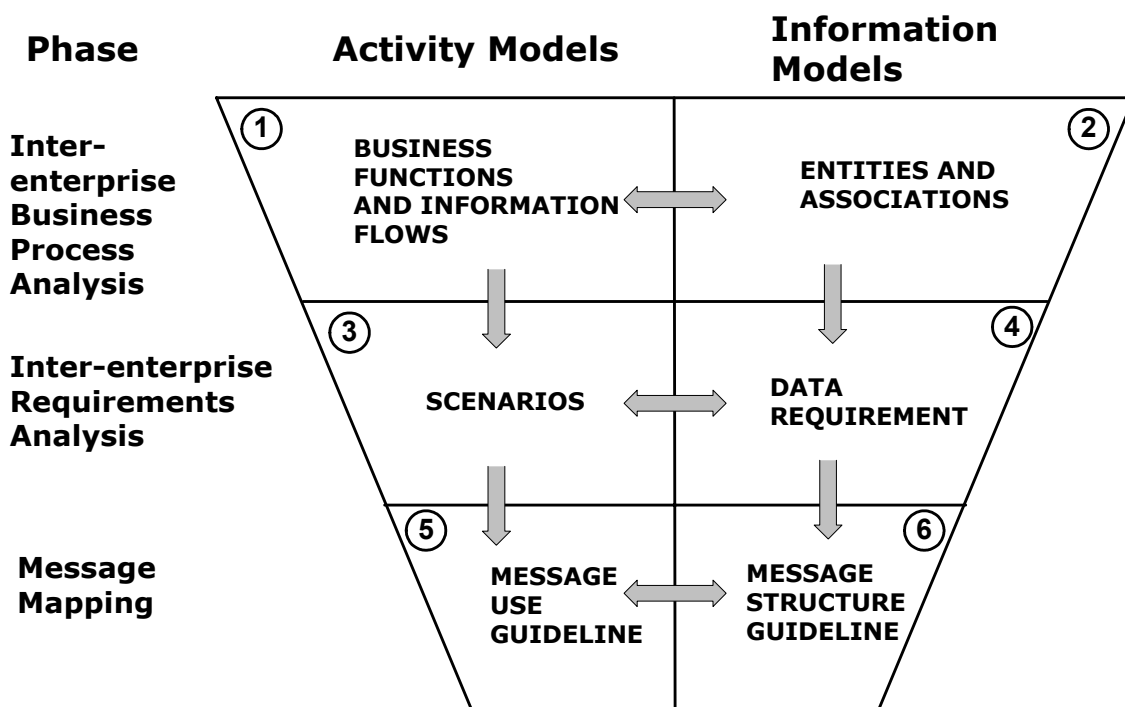 Phase
Activity Models
Information
Models
1
2
Inter-
enterprise
Business
Process
Analysis
BUSINESS
FUNCTIONS
AND INFORMATION
FLOWS
ENTITIES AND
ASSOCIATIONS
3
4
Inter-enterprise
Requirements
Analysis
SCENARIOS
DATA
REQUIREMENT
5
6
Message
Mapping
MESSAGE
USE
GUIDELINE
MESSAGE
STRUCTURE
GUIDELINE